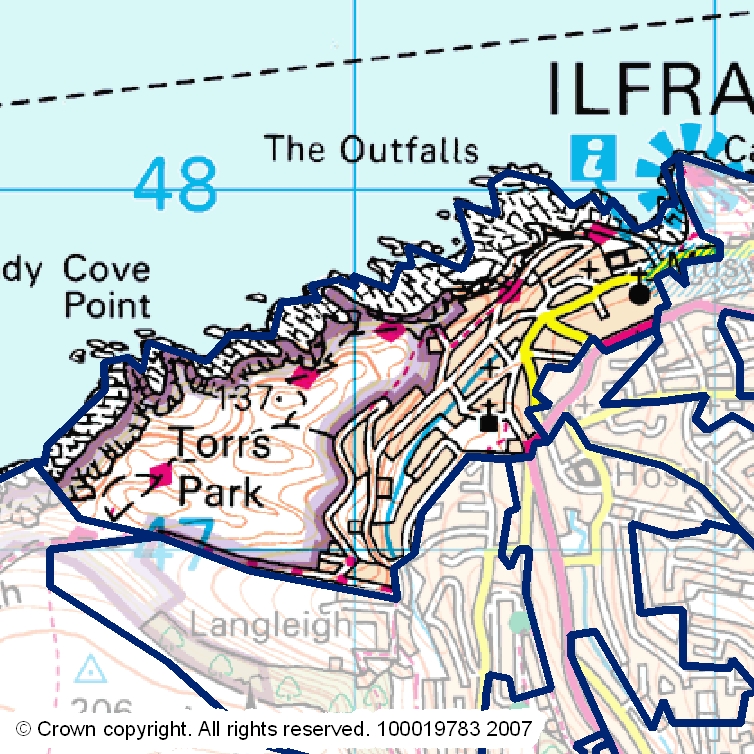 ILFRA
The Outfalls
i
Ca
48
dy Cove
Point
137
Torrs
Park
Hospl
47
h
Langleigh
206
© Crown copyright. All rights reserved. 100019783 2007